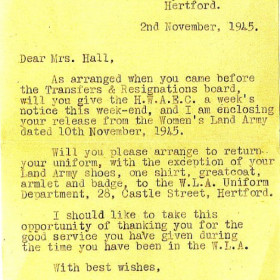 Hertford.
2nd November, 1945.
Dear Mrs. Hall,
As arranged when you came before
the Transfers & Resignations board,
will you give the H.W.A.E.C. a week's
notice this week-end, and I am enclosing
your release from the Women's Land Army
dated 10th November, 1945.
Will you please arrange to return
your uniform, with the exception of your
Land Army shoes, one shirt, greatcoat,
armlet and badge, to the W.L.A. Uniform
Department, 28, Castle Street, Hertford.
I should like to take this
opportunity of thanking you for the
good service you have given during
the time you have been in the W.L.A.
With best wishes,